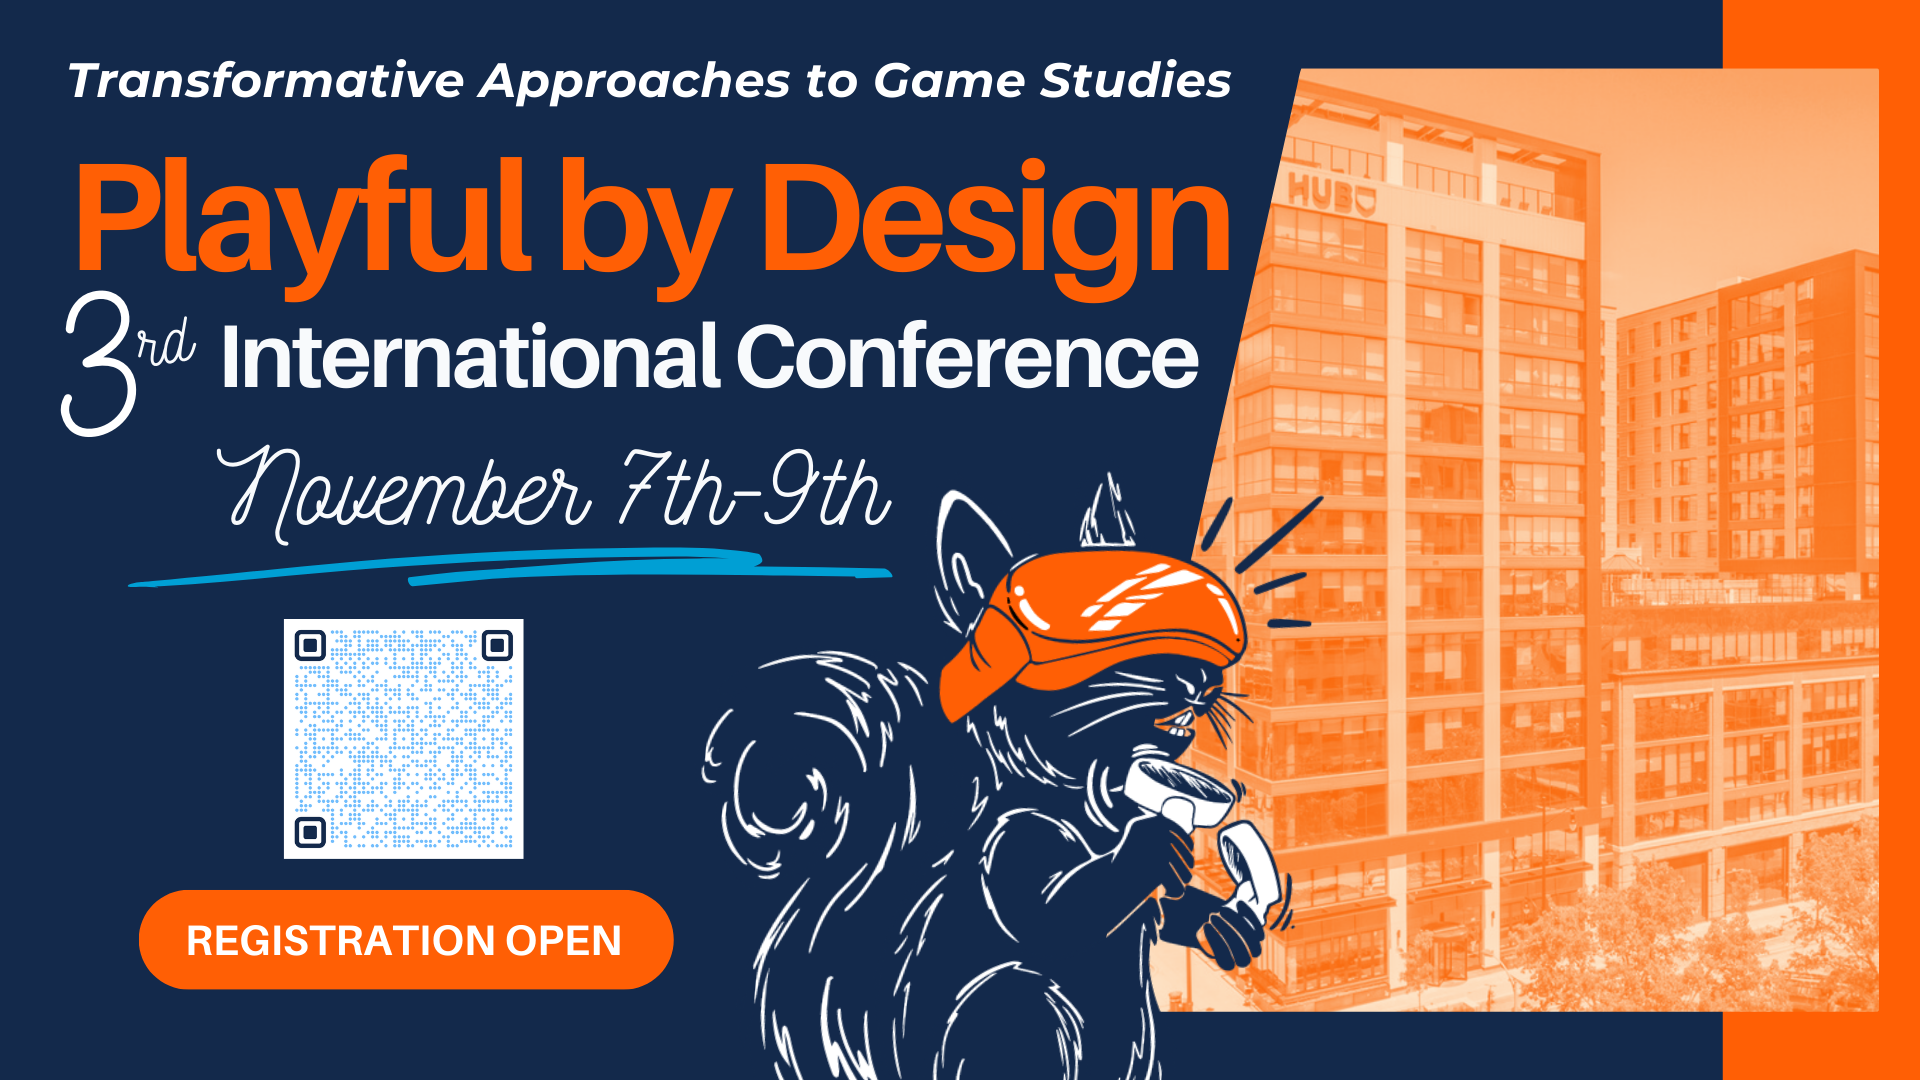 Transformative Approaches to Game Studies
Playful by Design
3rd International Conference
November 7th-9th
REGISTRATION OPEN
HUB